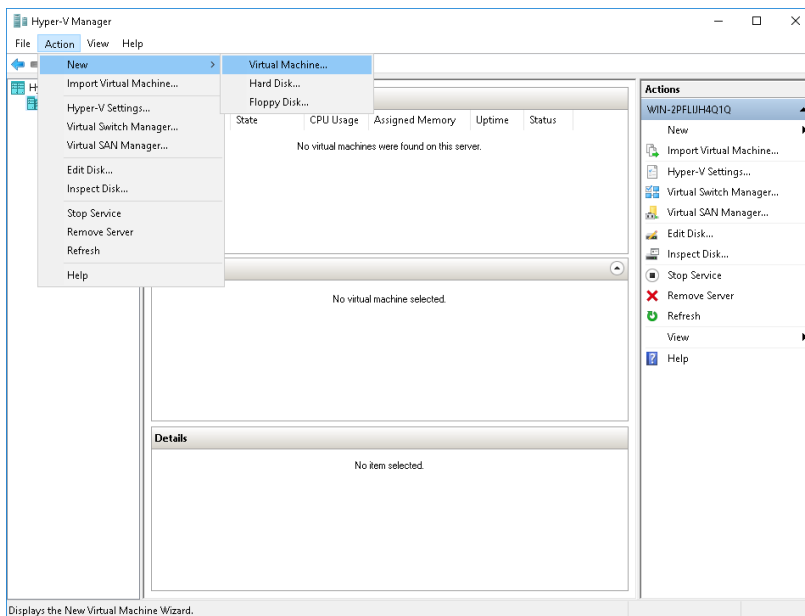 Hyper-V Manager
File Action View Help
New
Import Virtual Machine...
Hyper-V Settings...
Virtual Switch Manager...
Virtual SAN Manager...
Edit Disk...
Inspect Disk...
Stop Service
Remove Server
Refresh
Help
Virtual Machine...
Hard Disk...
Floppy Disk...
State CPU Usage Assigned Memory Uptime Status
No virtual machines were found on this server.
No virtual machine selected.
Details
No item selected.
Actions
WIN-2PFLIJH4Q1Q
New
Import Virtual Machine...
Hyper-V Settings...
Virtual Switch Manager...
Virtual SAN Manager...
Edit Disk...
Inspect Disk...
Stop Service
Remove Server
Refresh
View
Help
Displays the New Virtual Machine Wizard.